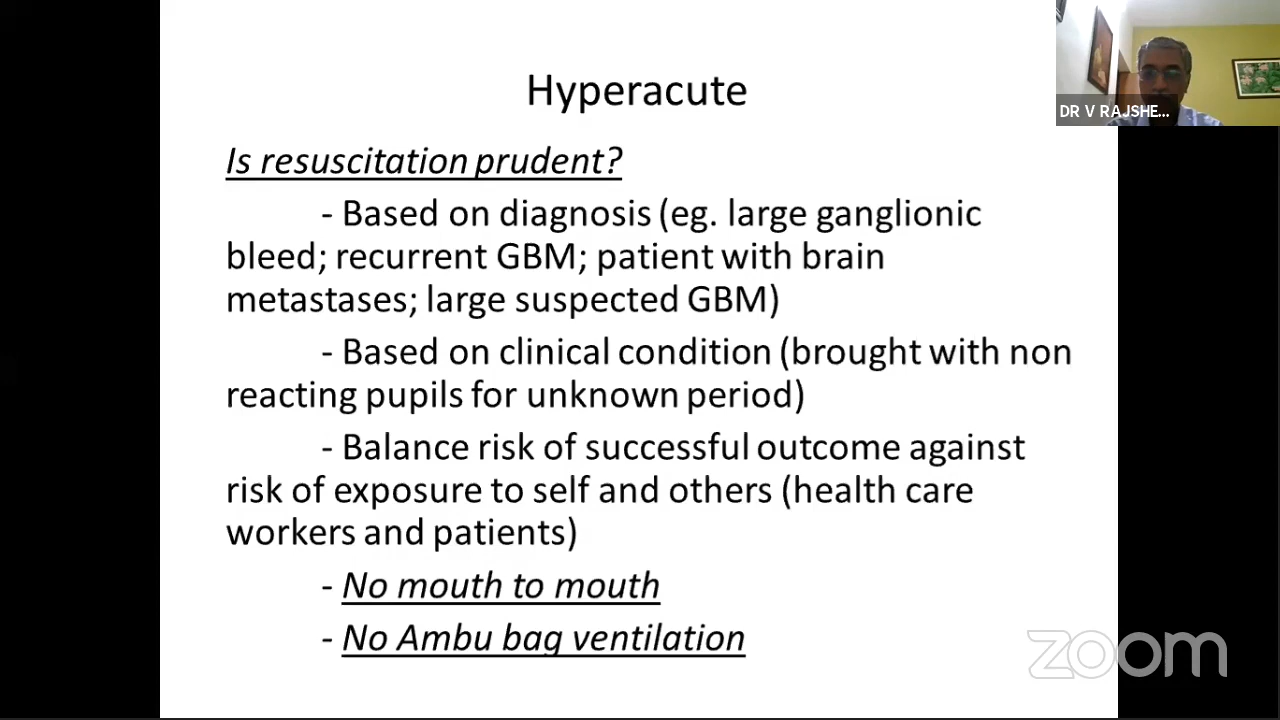 Hyperacute
DR V RAJSHE...
Is resuscitation prudent?
- Based on diagnosis (eg. large ganglionic
bleed; recurrent GBM; patient with brain
metastases; large suspected GBM)
- Based on clinical condition (brought with non
reacting pupils for unknown period)
- Balance risk of successful outcome against
risk of exposure to self and others (health care
workers and patients)
- No mouth to mouth
- No Ambu bag ventilation
zoom